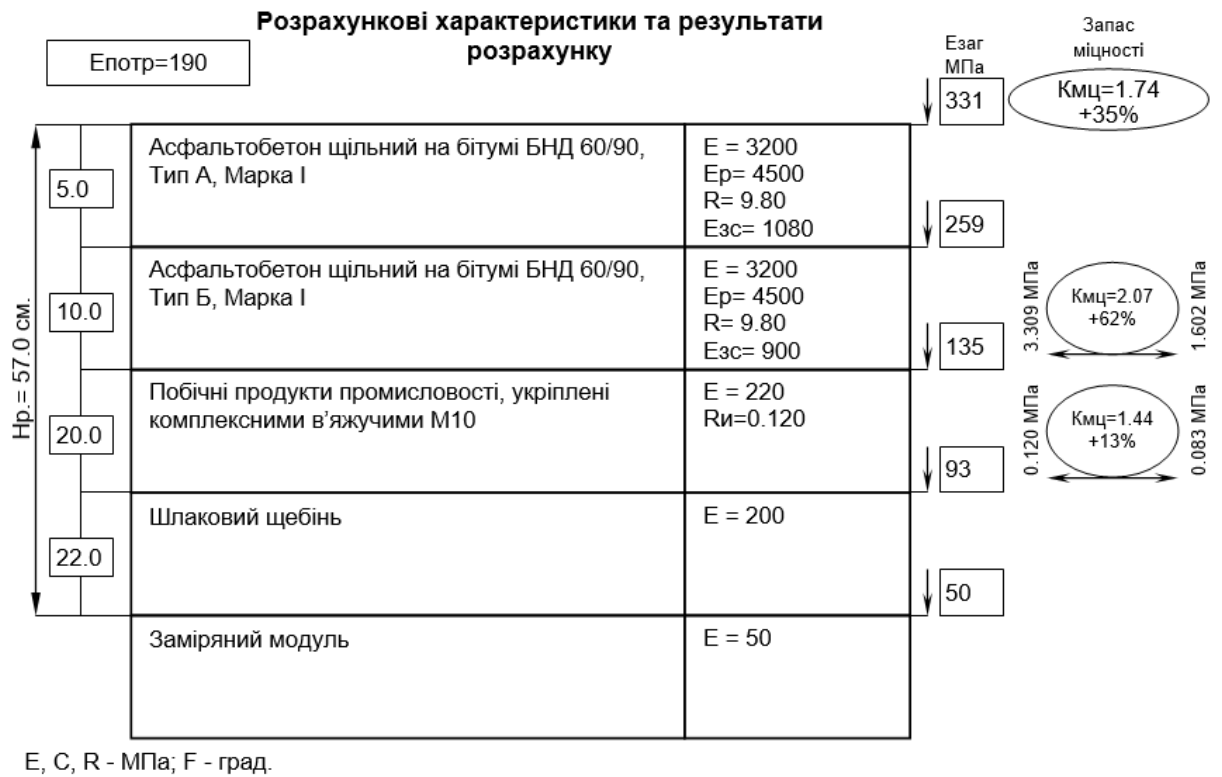 Розрахункові характеристики та результати
розрахунку
Епотр=190
Езаг
МПа
Запас
міцності
331
Кмц=1.74
+35%
Нр.= 57.0 см.
5.0
Асфальтобетон щільний на бітумі БНД 60/90,
Тип А, Марка I
E = 3200
Ep= 4500
R= 9.80
Eзс= 1080
259
10.0
Асфальтобетон щільний на бітумі БНД 60/90,
Тип Б, Марка I
E = 3200
Ep= 4500
R= 9.80
Eзс= 900
135
3.309 МПа
Кмц=2.07
+62%
1.602 МПа
20.0
Побічні продукти промисловості, укріплені
комплексними в’яжучими М10
E = 220
Rи=0.120
93
0.120 МПа
Кмц=1.44
+13%
0.083 МПа
22.0
Шлаковий щебінь
E = 200
50
Заміряний модуль
E = 50
E, C, R - МПа; F - град.